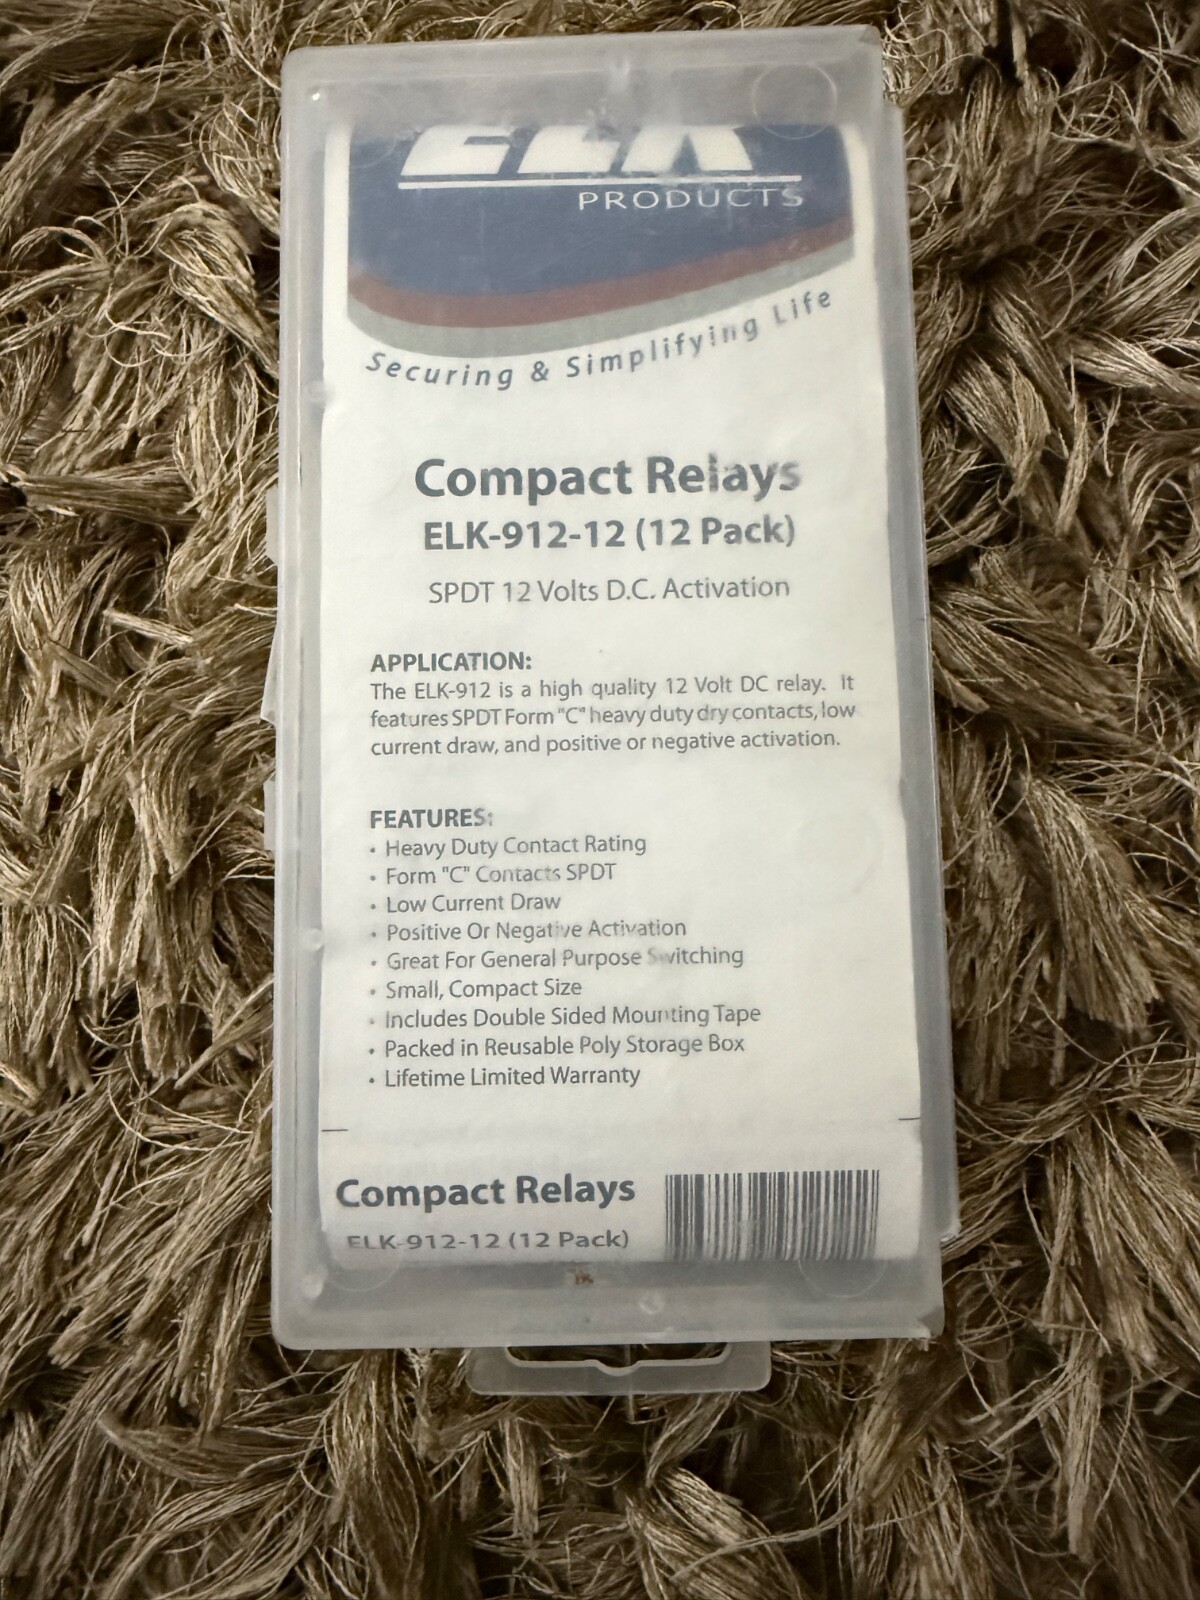 ELK
PRODUCTS
Securing & Simplifying Life
Compact Relays
ELK-912-12 (12 Pack)
SPDT 12 Volts D.C. Activation
APPLICATION:
The ELK-912 is a high quality 12 Volt DC relay. It
features SPDT Form "C" heavy duty dry contacts, low
current draw, and positive or negative activation.
FEATURES:
• Heavy Duty Contact Rating
• Form "C" Contacts SPDT
• Low Current Draw
• Positive Or Negative Activation
• Great For General Purpose Switching
• Small, Compact Size
• Includes Double Sided Mounting Tape
• Packed in Reusable Poly Storage Box
• Lifetime Limited Warranty
Compact Relays
ELK-912-12 (12 Pack)